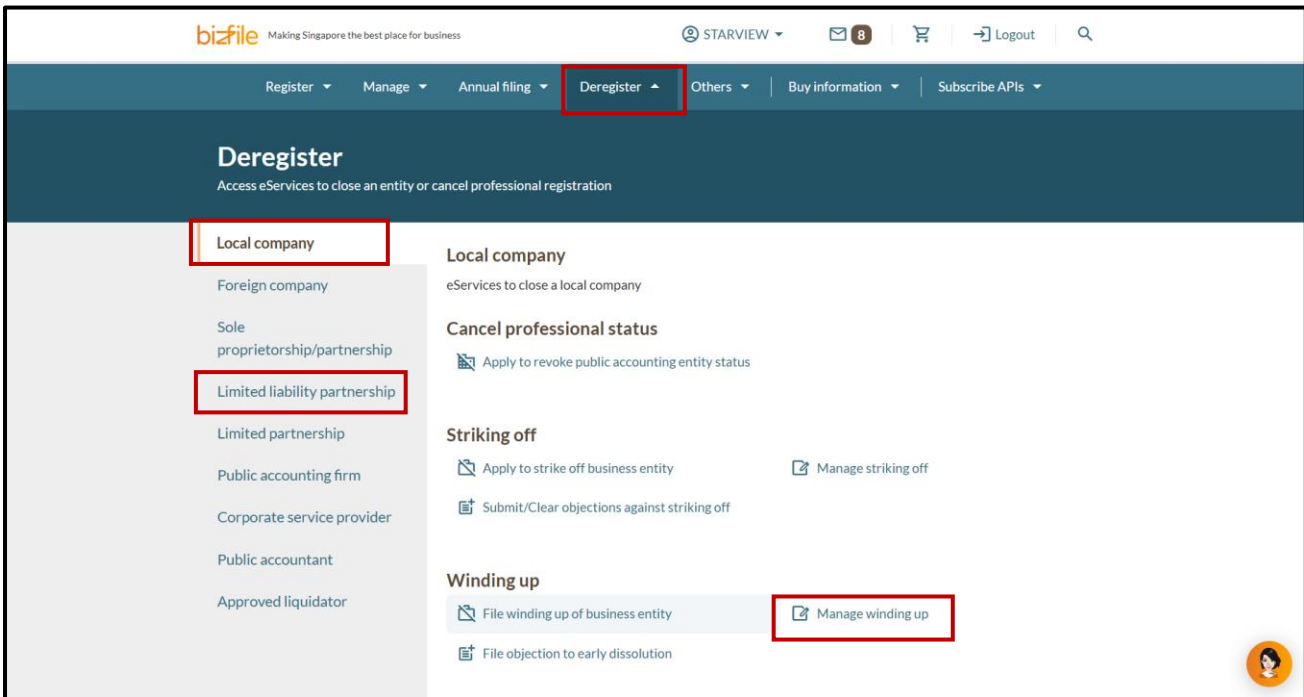 bizfile Making Singapore the best place for business STARVIEW 8 Logout
Register Manage Annual filing Deregister Others Buy information Subscribe APIs
Deregister
Access eServices to close an entity or cancel professional registration
Local company
Foreign company
Sole
proprietorship/partnership
Limited liability partnership
Limited partnership
Public accounting firm
Corporate service provider
Public accountant
Approved liquidator
Local company
eServices to close a local company
Cancel professional status
Apply to revoke public accounting entity status
Striking off
Apply to strike off business entity Manage striking off
Submit/Clear objections against striking off
Winding up
File winding up of business entity Manage winding up
File objection to early dissolution